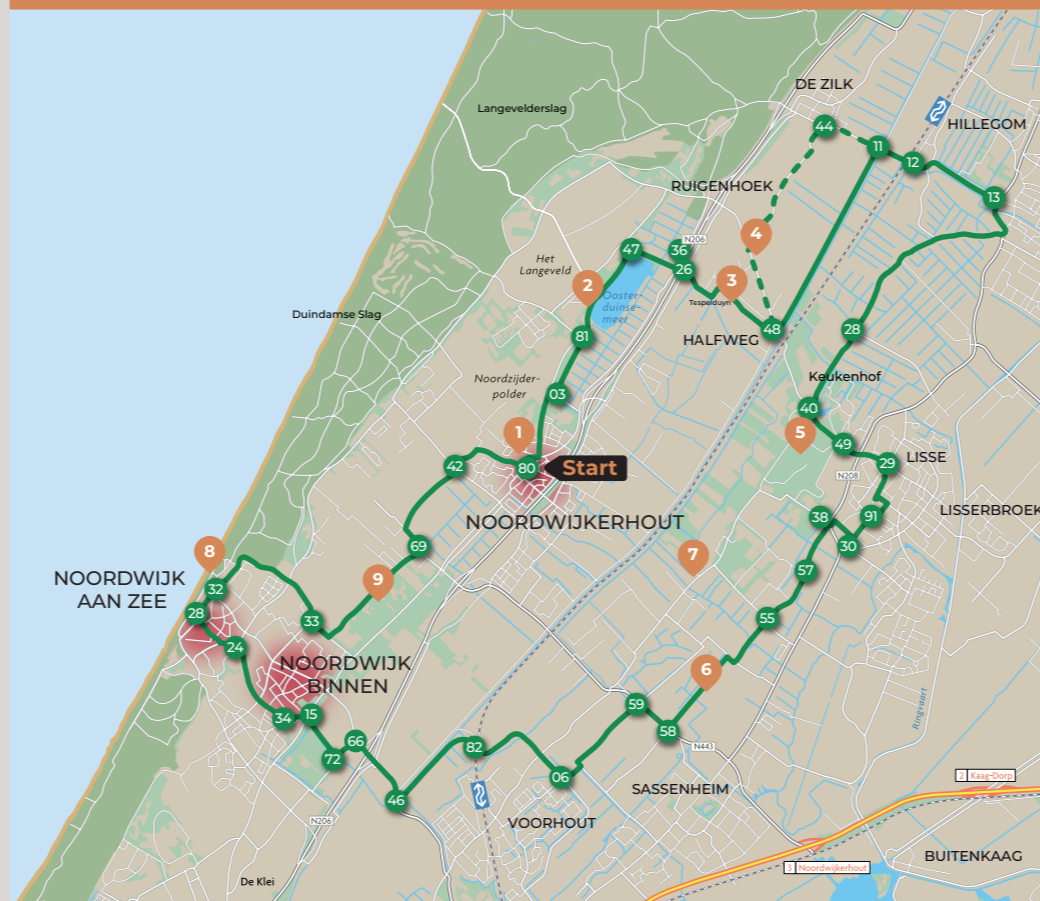 DE ZILK
Langevelderslag
44
HILLEGOM
11
12
RUIGENHOEK
13
4
N206
36
47
26
Het
Langeveld
3
2
Tespelduyn
Ooster-
duinse-
meer
Duindamse Slag
81
48
28
HALFWEG
Noordzijder-
polder
Keukenhof
03
40
1
5
49
42
80
Start
29
LISSE
N208
LISSERBROEK
NOORDWIJKERHOUT
38
91
69
30
8
7
57
NOORDWIJK
AAN ZEE
9
32
28
33
55
24
NOORDWIJK
BINNEN
6
59
34
15
58
Ringvaart
66
82
N443
72
06
2 Kaag-Dorp
46
SASSENHEIM
N206
VOORHOUT
BUITENKAAG
3 Noordwijkerhout
De Klei